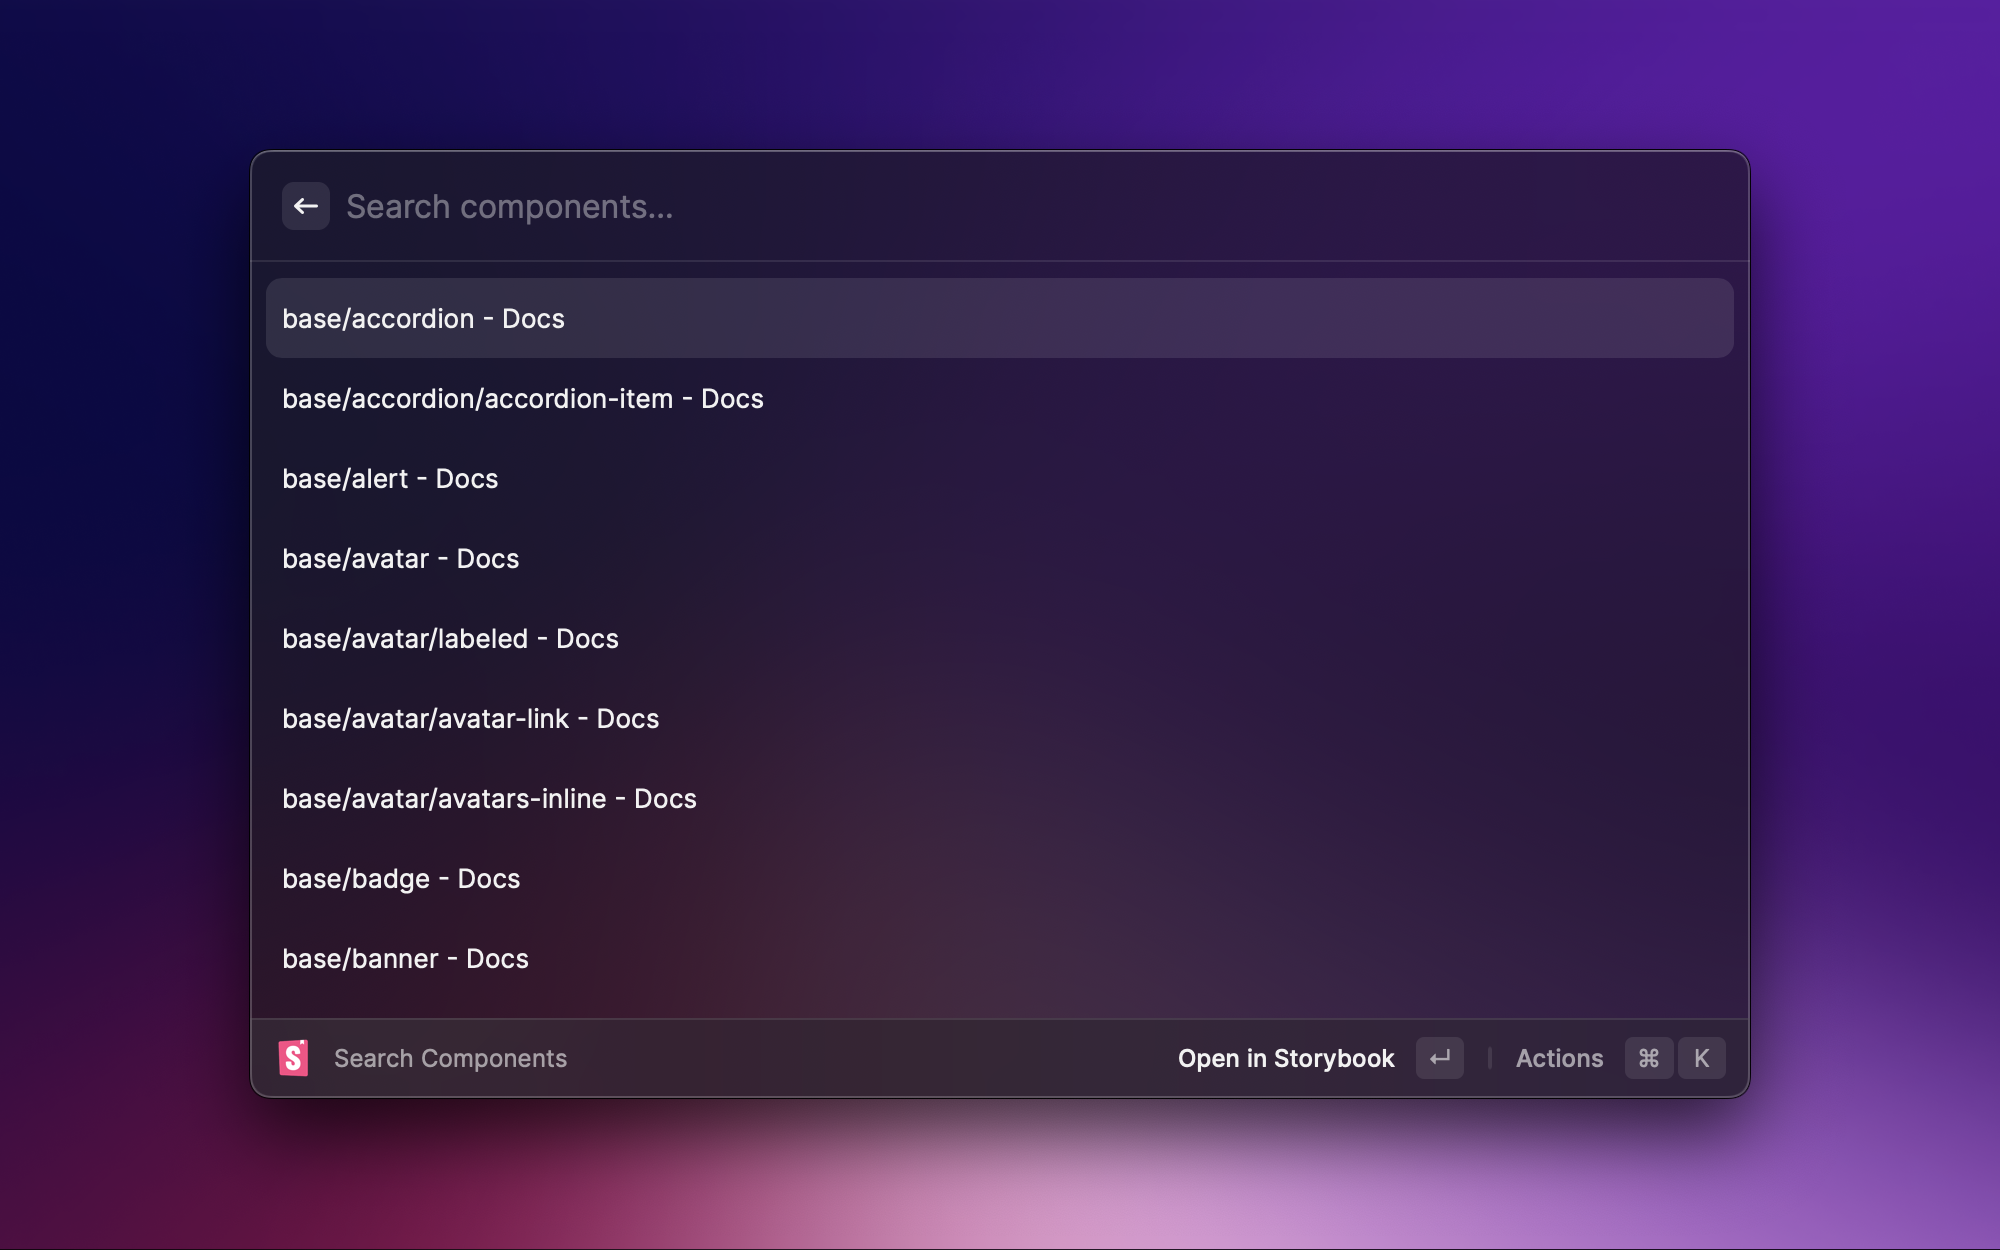 Search components...
base/accordion - Docs
base/accordion/accordion-item - Docs
base/alert - Docs
base/avatar - Docs
base/avatar/labeled - Docs
base/avatar/avatar-link - Docs
base/avatar/avatars-inline - Docs
base/badge - Docs
base/banner - Docs
S Search Components Open in Storybook ↵ Actions ⌘ K